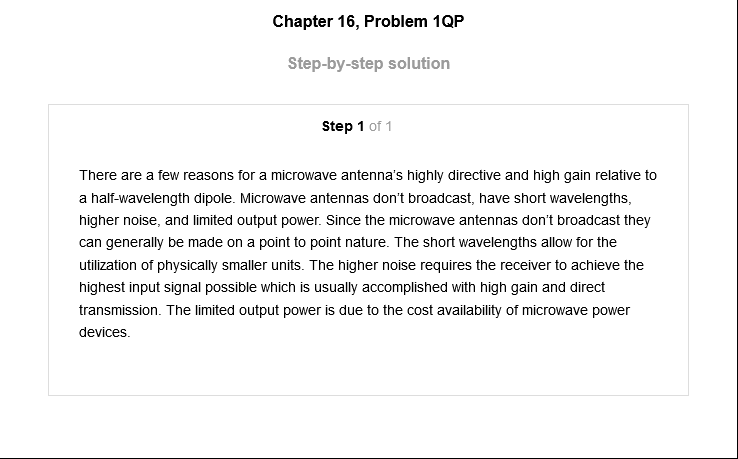 Chapter 16, Problem 1QP
Step-by-step solution
Step 1 of 1
There are a few reasons for a microwave antenna's highly directive and high gain relative to
a half-wavelength dipole. Microwave antennas don't broadcast, have short wavelengths,
higher noise, and limited output power. Since the microwave antennas don't broadcast they
can generally be made on a point to point nature. The short wavelengths allow for the
utilization of physically smaller units. The higher noise requires the receiver to achieve the
highest input signal possible which is usually accomplished with high gain and direct
transmission. The limited output power is due to the cost availability of microwave power
devices.